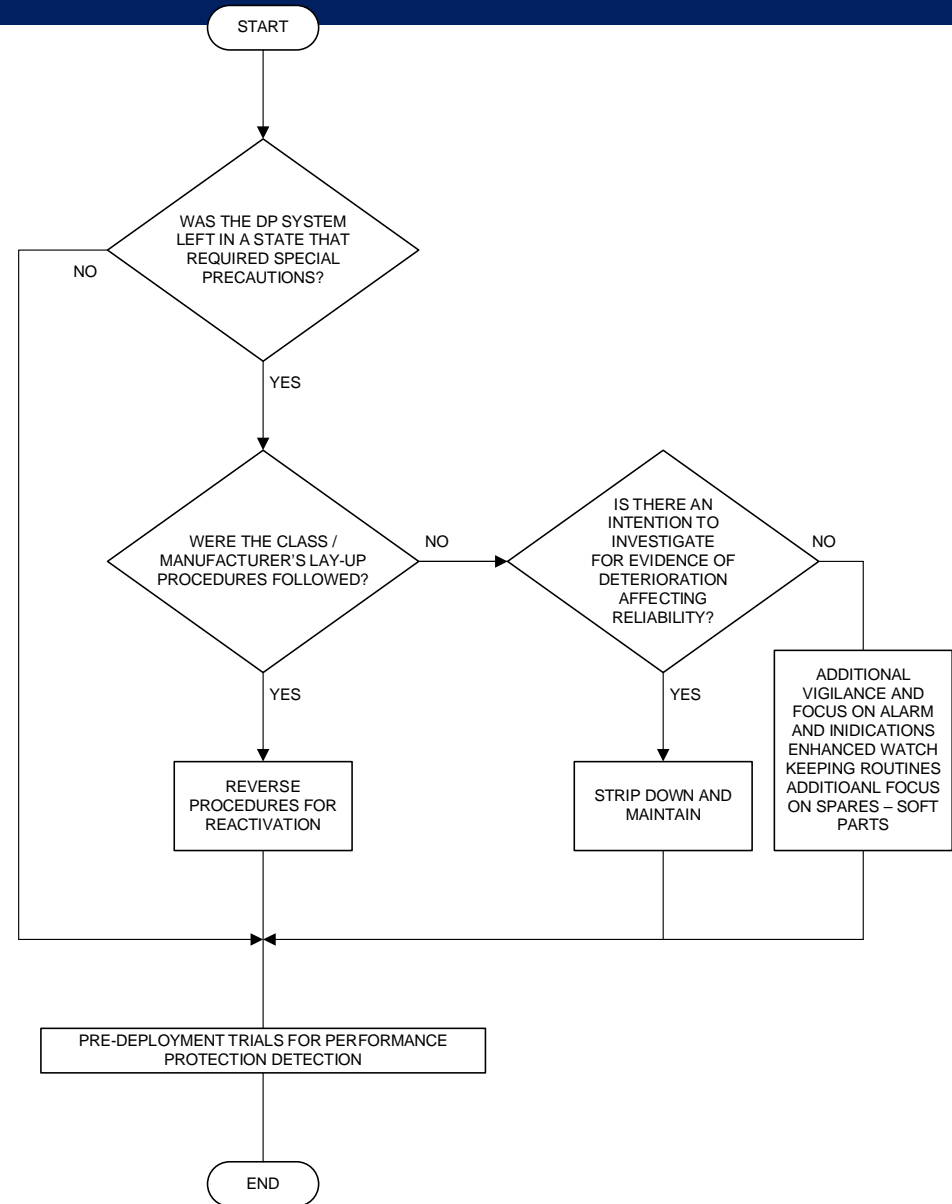 START
WAS THE DP SYSTEM
LEFT IN A STATE THAT
REQUIRED SPECIAL
PRECAUTIONS?
NO
YES
WERE THE CLASS /
MANUFACTURER'S LAY-UP
PROCEDURES FOLLOWED?
NO
IS THERE AN
INTENTION TO
INVESTIGATE
FOR EVIDENCE OF
DETERIORATION
AFFECTING
RELIABILITY?
NO
YES
YES
REVERSE
PROCEDURES FOR
REACTIVATION
STRIP DOWN AND
MAINTAIN
ADDITIONAL
VIGILANCE AND
FOCUS ON ALARM
AND INIDICATIONS
ENHANCED WATCH
KEEPING ROUTINES
ADDITIOANL FOCUS
ON SPARES – SOFT
PARTS
PRE-DEPLOYMENT TRIALS FOR PERFORMANCE
PROTECTION DETECTION
END